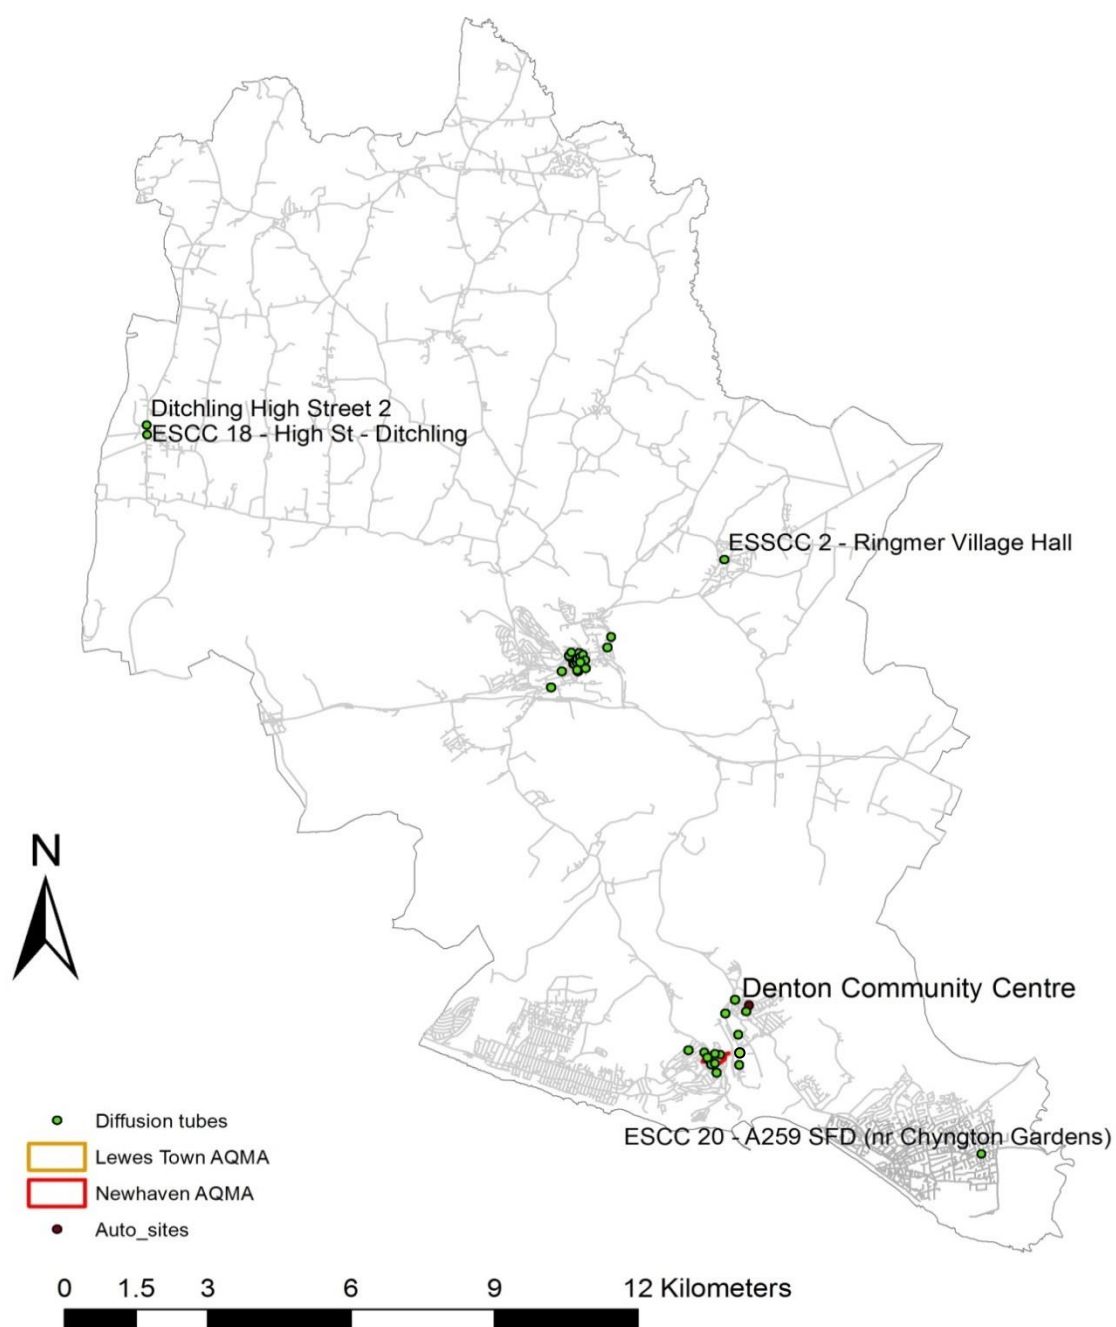 Ditchling High Street 2
ESCC 18 - High St - Ditchling
ESSCC 2 - Ringmer Village Hall
N
Denton Community Centre
ESCC 20 - A259 SFD (nr Chyngton Gardens)
Diffusion tubes
Lewes Town AQMA
Newhaven AQMA
Auto_sites
0 1.5 3 6 9 12 Kilometers